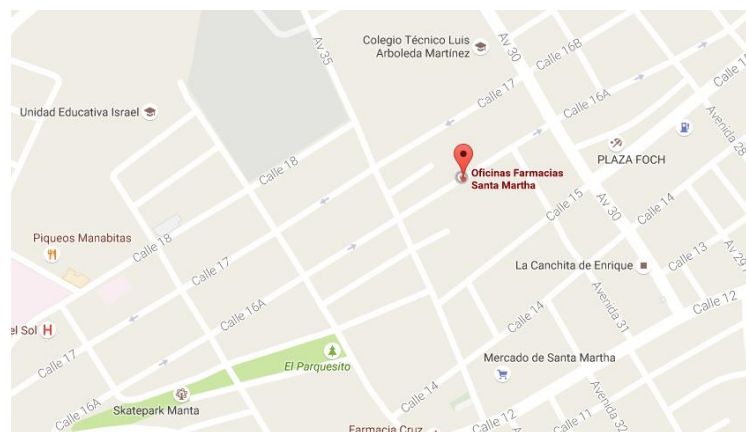 Colegio Técnico Luis
Arboleda Martínez
Av 30
Av 35
Calle 16B
Calle 17
Calle 16A
Unidad Educativa Israel
Avenida 28
PLAZA FOCH
Calle 18
Oficinas Farmacias
Santa Martha
Calle 15
Calle 14
Av 30
Piqueos Manabitas
Calle 18
Calle 17
La Canchita de Enrique
Calle 13
Av 29
Calle 12
Avenida 31
Calle 16A
Calle 14
el Sol
H
Calle 17
El Parquesito
Mercado de Santa Martha
Calle 16A
Skatepark Manta
Calle 14
Calle 12
Calle 11
Avenida 32
Farmacia Cruz